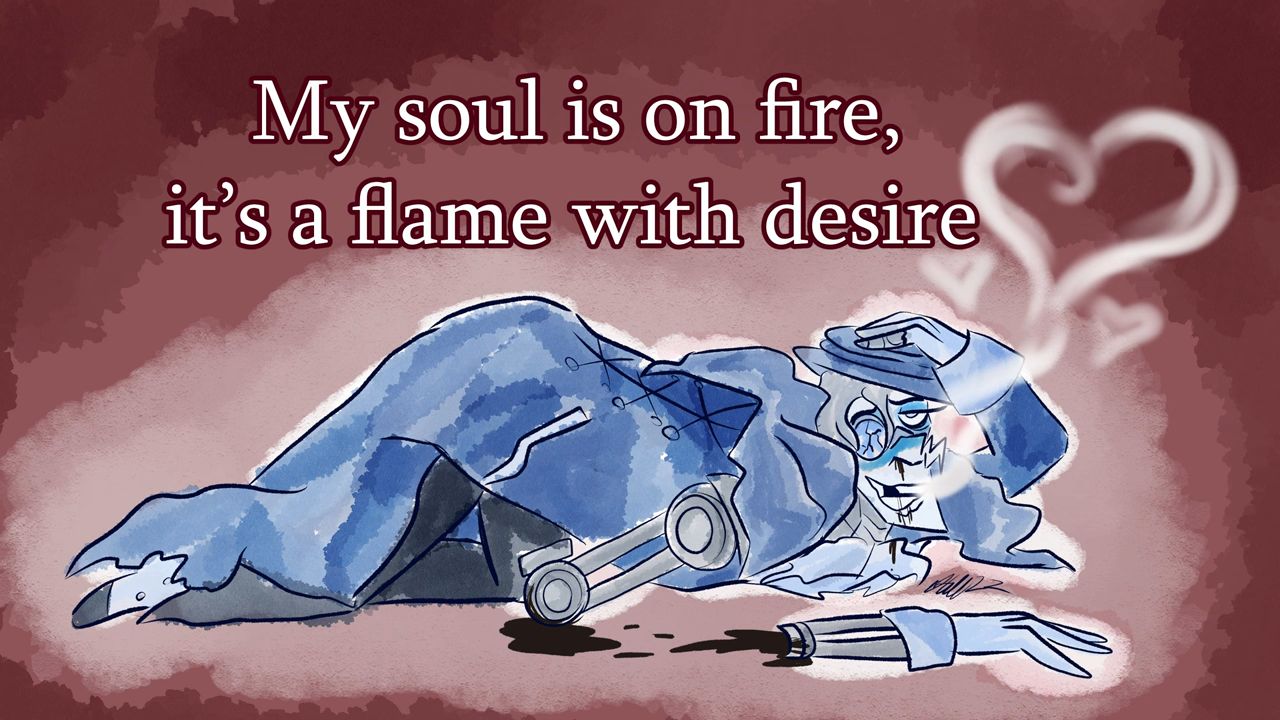 My soul is on fire,
it’s a flame with desire